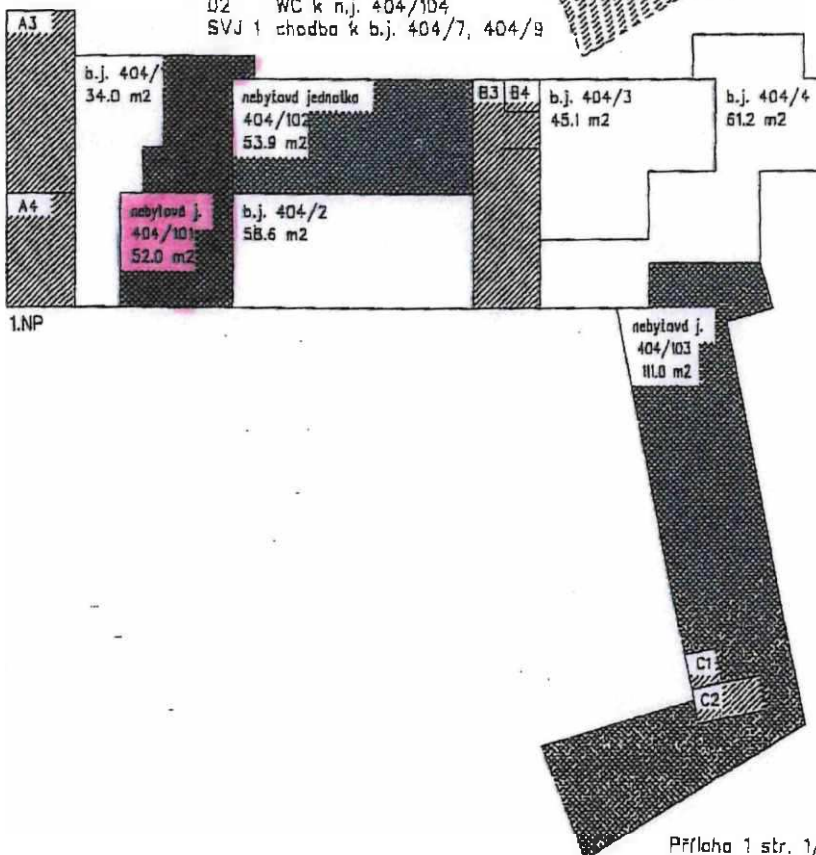 D2 WC k n.j. 404/104
SVJ 1 chodba k b.j. 404/7, 404/9
A3
b.j. 404/
34.0 m2
nebytová jednotka
404/102
53.9 m2
B3 B4
b.j. 404/3
45.1 m2
b.j. 404/4
61.2 m2
A4
nebytová j.
404/101
52.0 m2
b.j. 404/2
58.6 m2
1.NP
nebytová j.
404/103
111.0 m2
C1
C2
Příloha 1 str. 1/